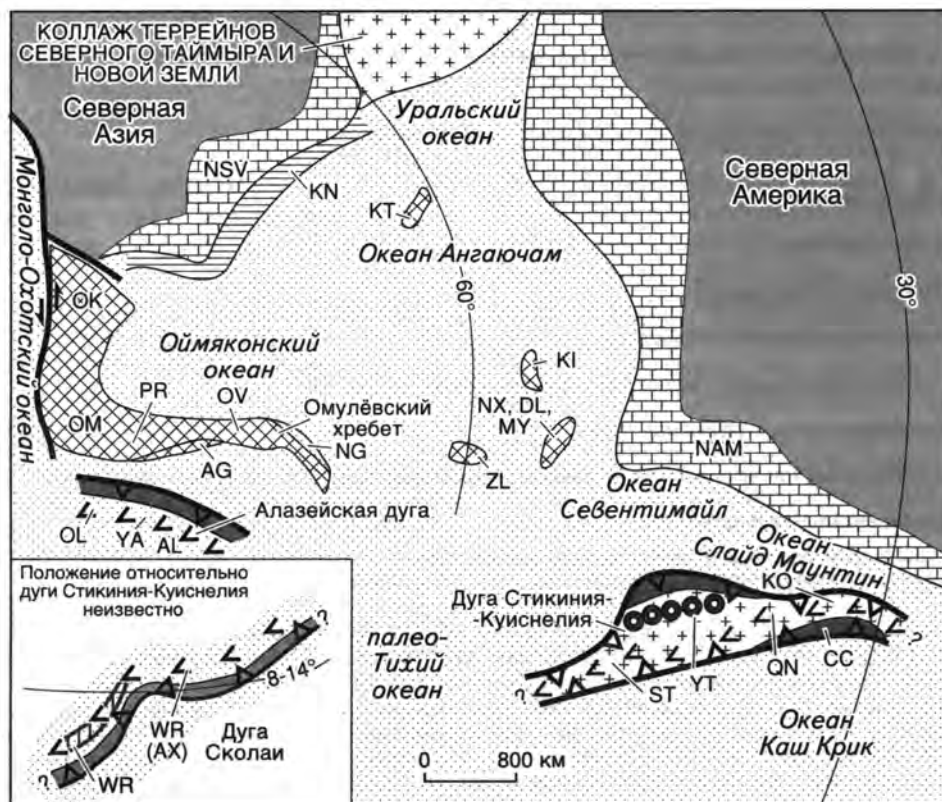 КОЛЛАЖ ТЕРРЕЙНОВ
СЕВЕРНОГО ТАЙМЫРА И
НОВОЙ ЗЕМЛИ
Северная
Азия
Уральский
океан
Северная
Америка
Монголо-Охотский океан
NSV
KN
KT
Океан Ангаючам
60°
30°
OK
Оймяконский
океан
PR
OV
Омулёвский
хребет
NG
OM
AG
KI
NX, DL,
MY
ZL
NAM
Океан
Севентимайл
Океан
Слайд Маунтин
KO
OL
YA
AL
Алазейская дуга
Положение относительно
дуги Стикиния-Куиснелия
неизвестно
?
8-14°
WR
(AX)
Дуга
Сколаи
WR
?
палео-
Тихий
океан
Дуга Стикиния-
-Куиснелия
?
ST
YT
QN
CC
?
Океан
Каш Крик
0 800 км